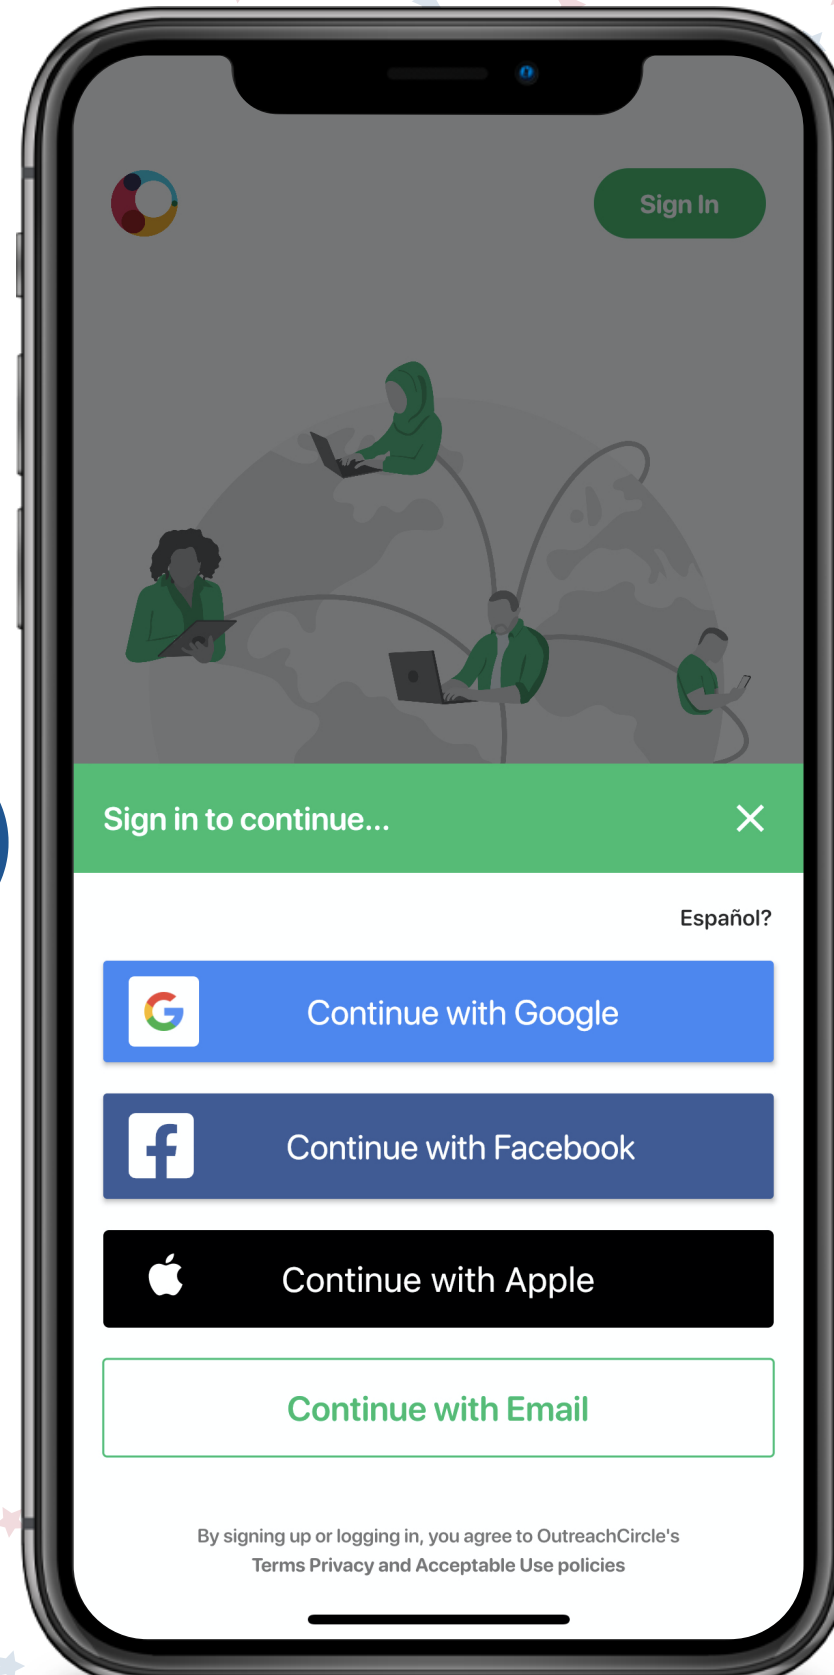 Sign In
Sign in to continue...
Español?
Continue with Google
Continue with Facebook
Continue with Apple
Continue with Email
By signing up or logging in, you agree to OutreachCircle's
Terms Privacy and Acceptable Use policies